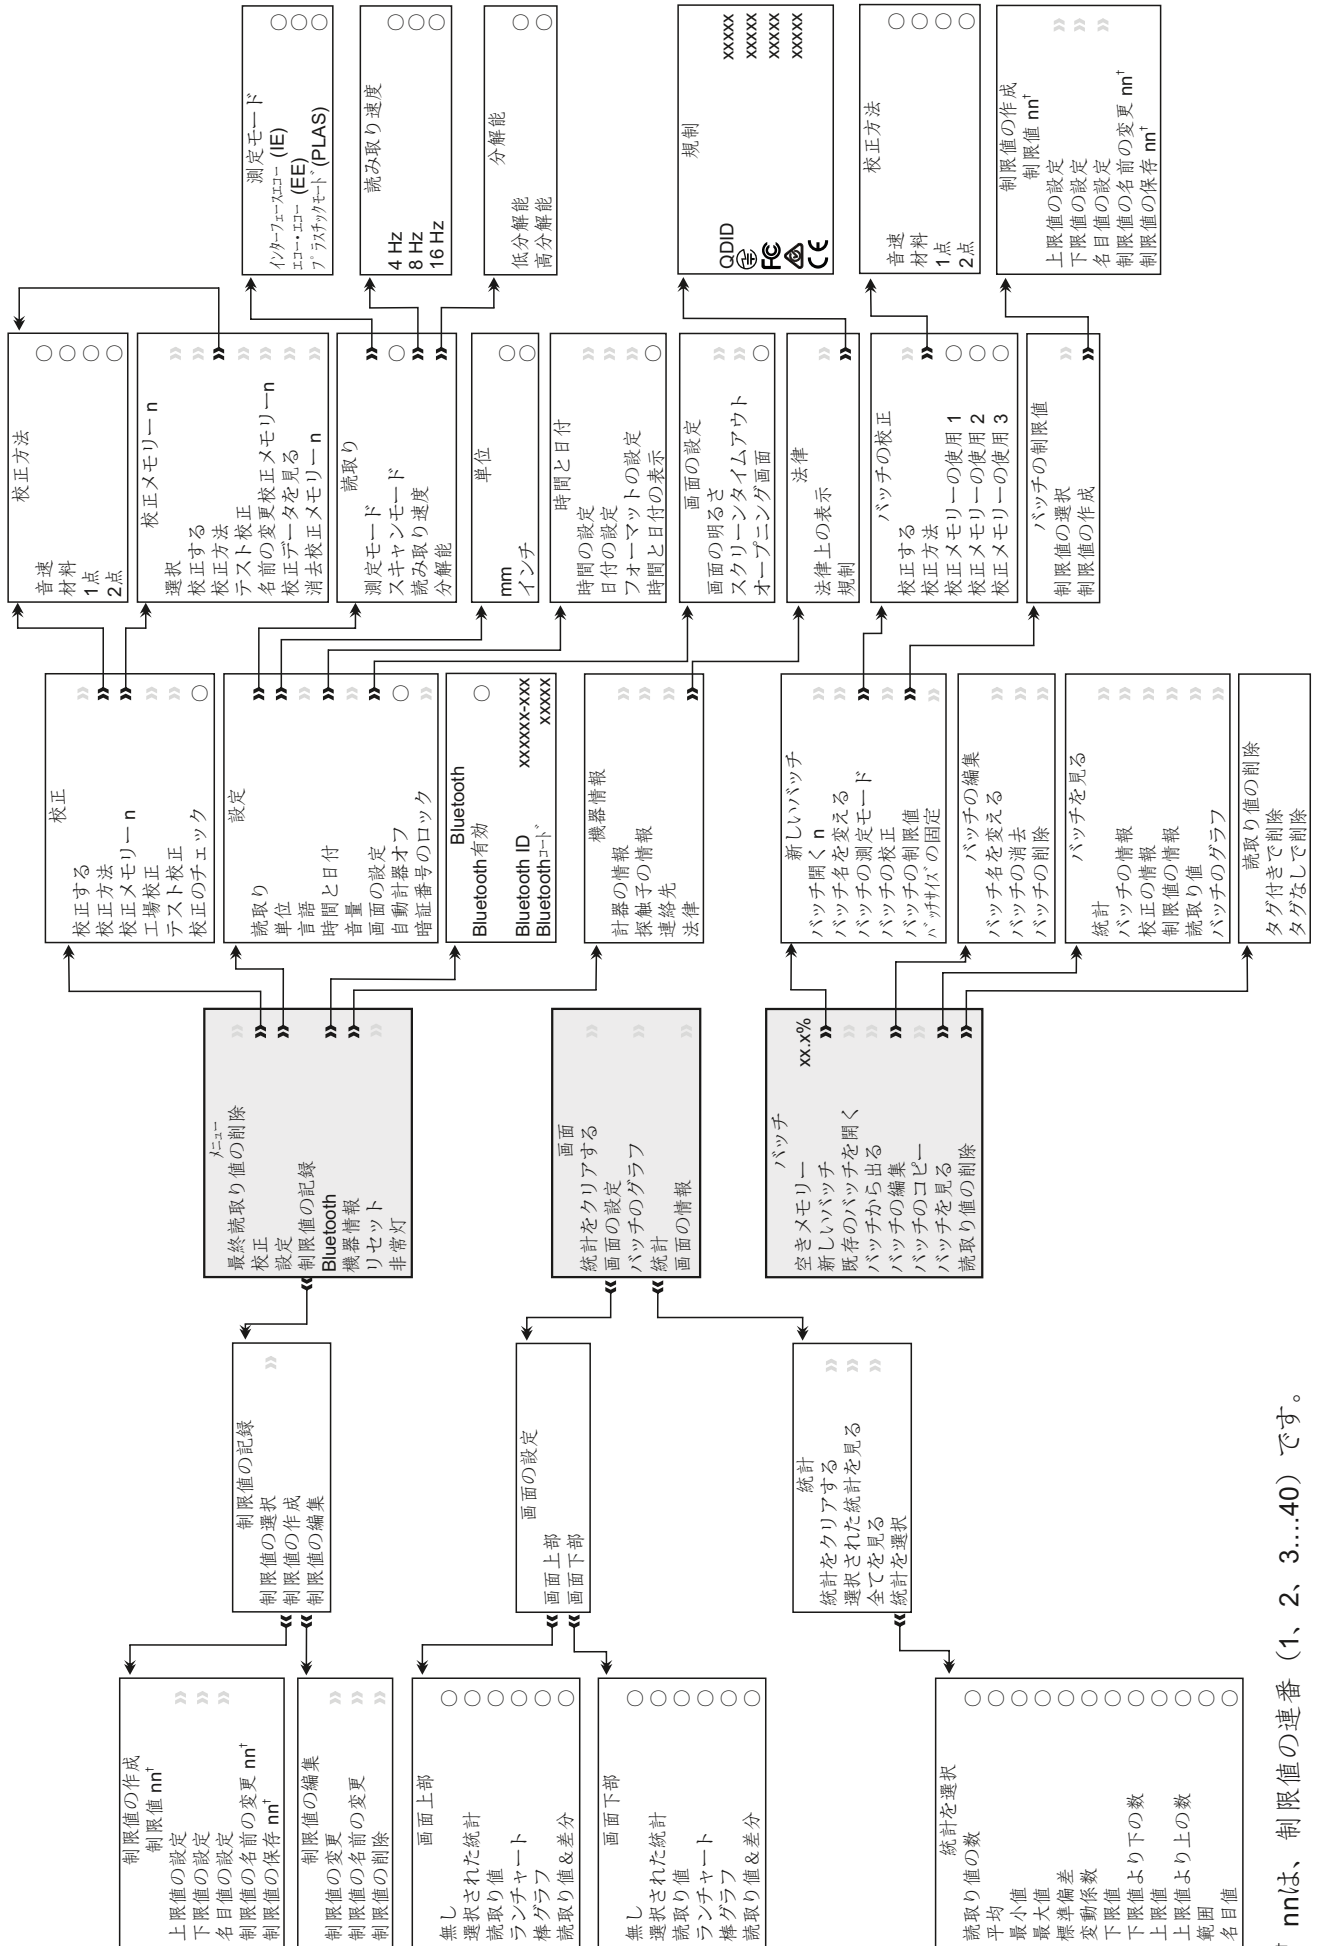 制限値の作成
制限値 nn†
上限値の設定
下限値の設定
名目値の設定
制限値の名前の変更 nn†
制限値の保存 nn†
制限値の編集
制限値の変更
制限値の名前の変更
制限値の削除
画面上部
無し
選択された統計
読取り値
ランチャート
棒グラフ
読取り値&差分
画面下部
無し
選択された統計
読取り値
ランチャート
棒グラフ
読取り値&差分
統計を選択
読取り値の数
平均
最小値
最大値
標準偏差
変動係数
下限値
下限値より下の数
上限値
上限値より上の数
範囲
名目値
制限値の記録
制限値の選択
制限値の作成
制限値の編集
画面の設定
画面上部
画面下部
統計
統計をクリアする
選択された統計を見る
全てを見る
統計を選択
メニュー
最終読取り値の削除
校正
設定
制限値の記録
Bluetooth
機器情報
リセット
非常灯
画面
統計をクリアする
画面の設定
バッチのグラフ
統計
画面の情報
バッチ
空きメモリー xx.x%
新しいバッチ
既存のバッチを開く
バッチから出る
バッチの編集
バッチのコピー
バッチを見る
読取り値の削除
校正
校正する
校正方法
校正メモリー n
工場校正
テスト校正
校正のチェック
設定
読取り
単位
言語
時間と日付
音量
画面の設定
自動計器オフ
暗証番号のロック
Bluetooth
Bluetooth有効
Bluetooth ID xxxxxx-xxx
Bluetoothコード xxxxx
機器情報
計器の情報
探触子の情報
連絡先
法律
新しいバッチ
バッチ開く n
バッチ名を変える
バッチの測定モード
バッチの校正
バッチの制限値
バッチサイズの固定
バッチの編集
バッチ名を変える
バッチの消去
バッチの削除
バッチを見る
統計
バッチの情報
校正の情報
制限値の情報
読取り値
バッチのグラフ
読取り値の削除
タグ付きで削除
タグなしで削除
校正方法
音速
材料
1点
2点
校正メモリー n
選択
校正する
校正方法
テスト校正
名前の変更校正メモリーn
校正データを見る
消去校正メモリー n
読取り
測定モード
スキャンモード
読み取り速度
分解能
単位
mm
インチ
時間と日付
時間の設定
日付の設定
フォーマットの設定
時間と日付の表示
画面の設定
画面の明るさ
スクリーンタイムアウト
オープニング画面
法律
法律上の表示
規制
バッチの校正
校正する
校正方法
校正メモリーの使用 1
校正メモリーの使用 2
校正メモリーの使用 3
バッチの制限値
制限値の選択
制限値の作成
測定モード
インターフェースエコー (IE)
エコー・エコー (EE)
プラスチックモード(PLAS)
読み取り速度
4 Hz
8 Hz
16 Hz
分解能
低分解能
高分解能
規制
QDID xxxxx
xxxxx
FC xxxxx
xxxxx
CE
校正方法
音速
材料
1点
2点
制限値の作成
制限値 nn†
上限値の設定
下限値の設定
名目値の設定
制限値の名前の変更 nn†
制限値の保存 nn†
† nnは、制限値の連番（1、2、3....40）です。